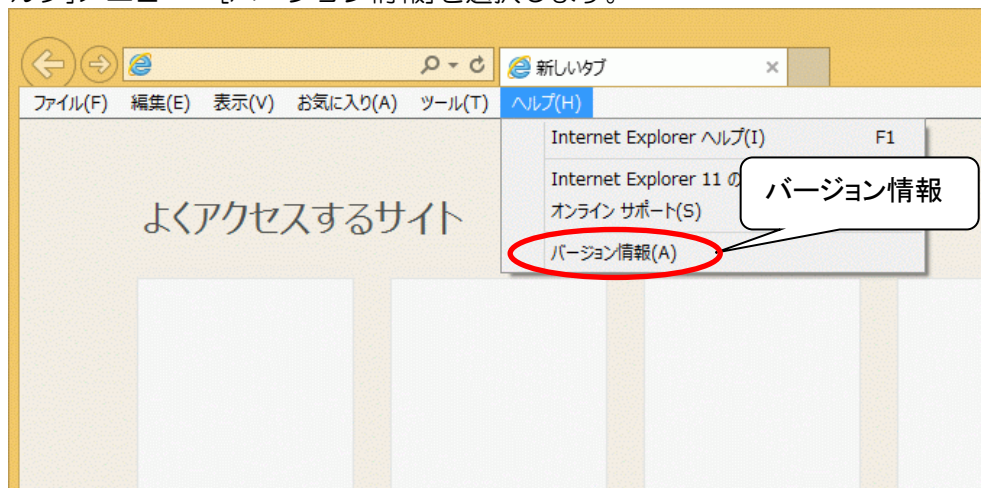 新しいタブ
ファイル(F) 編集(E) 表示(V) お気に入り(A) ツール(T) ヘルプ(H)
Internet Explorer ヘルプ(I) F1
Internet Explorer 11 の
オンライン サポート(S)
バージョン情報(A)
バージョン情報
よくアクセスするサイト